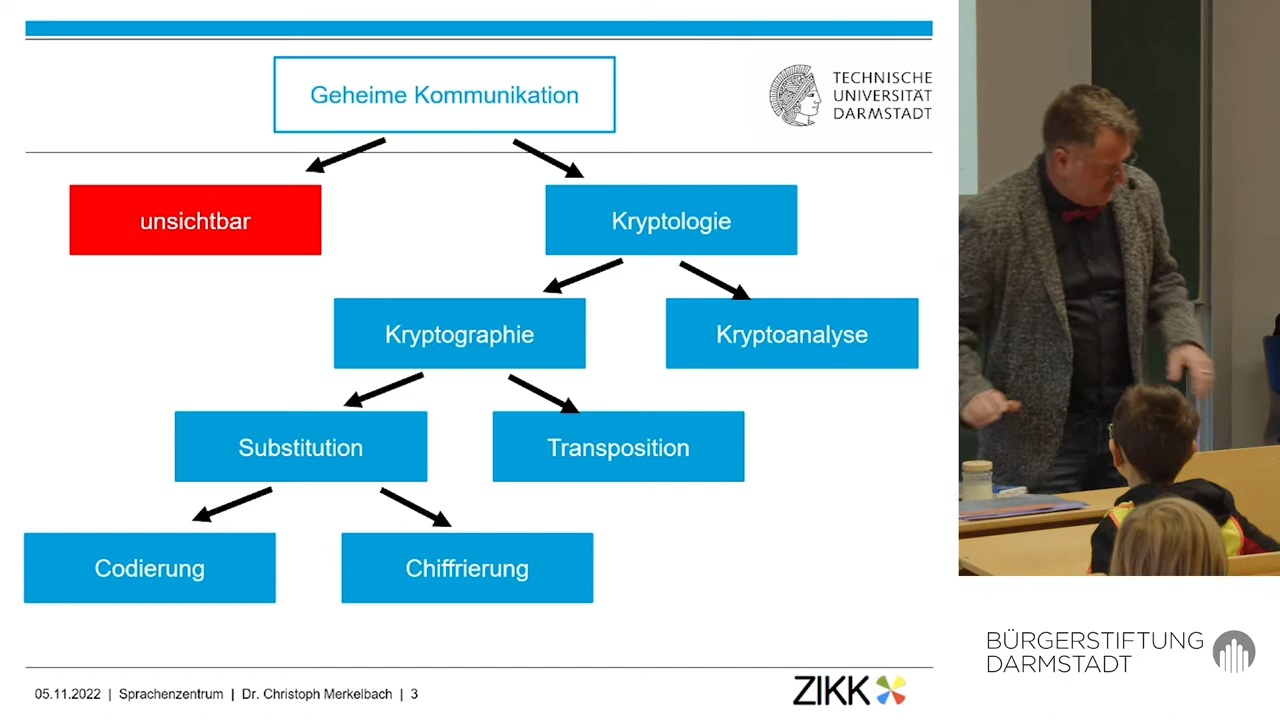 Geheime Kommunikation
TECHNISCHE
UNIVERSITÄT
DARMSTADT
unsichtbar
Kryptologie
Kryptographie
Kryptoanalyse
Substitution
Transposition
Codierung
Chiffrierung
BÜRGERSTIFTUNG
DARMSTADT
05.11.2022 | Sprachenzentrum | Dr. Christoph Merkelbach | 3
ZIKK